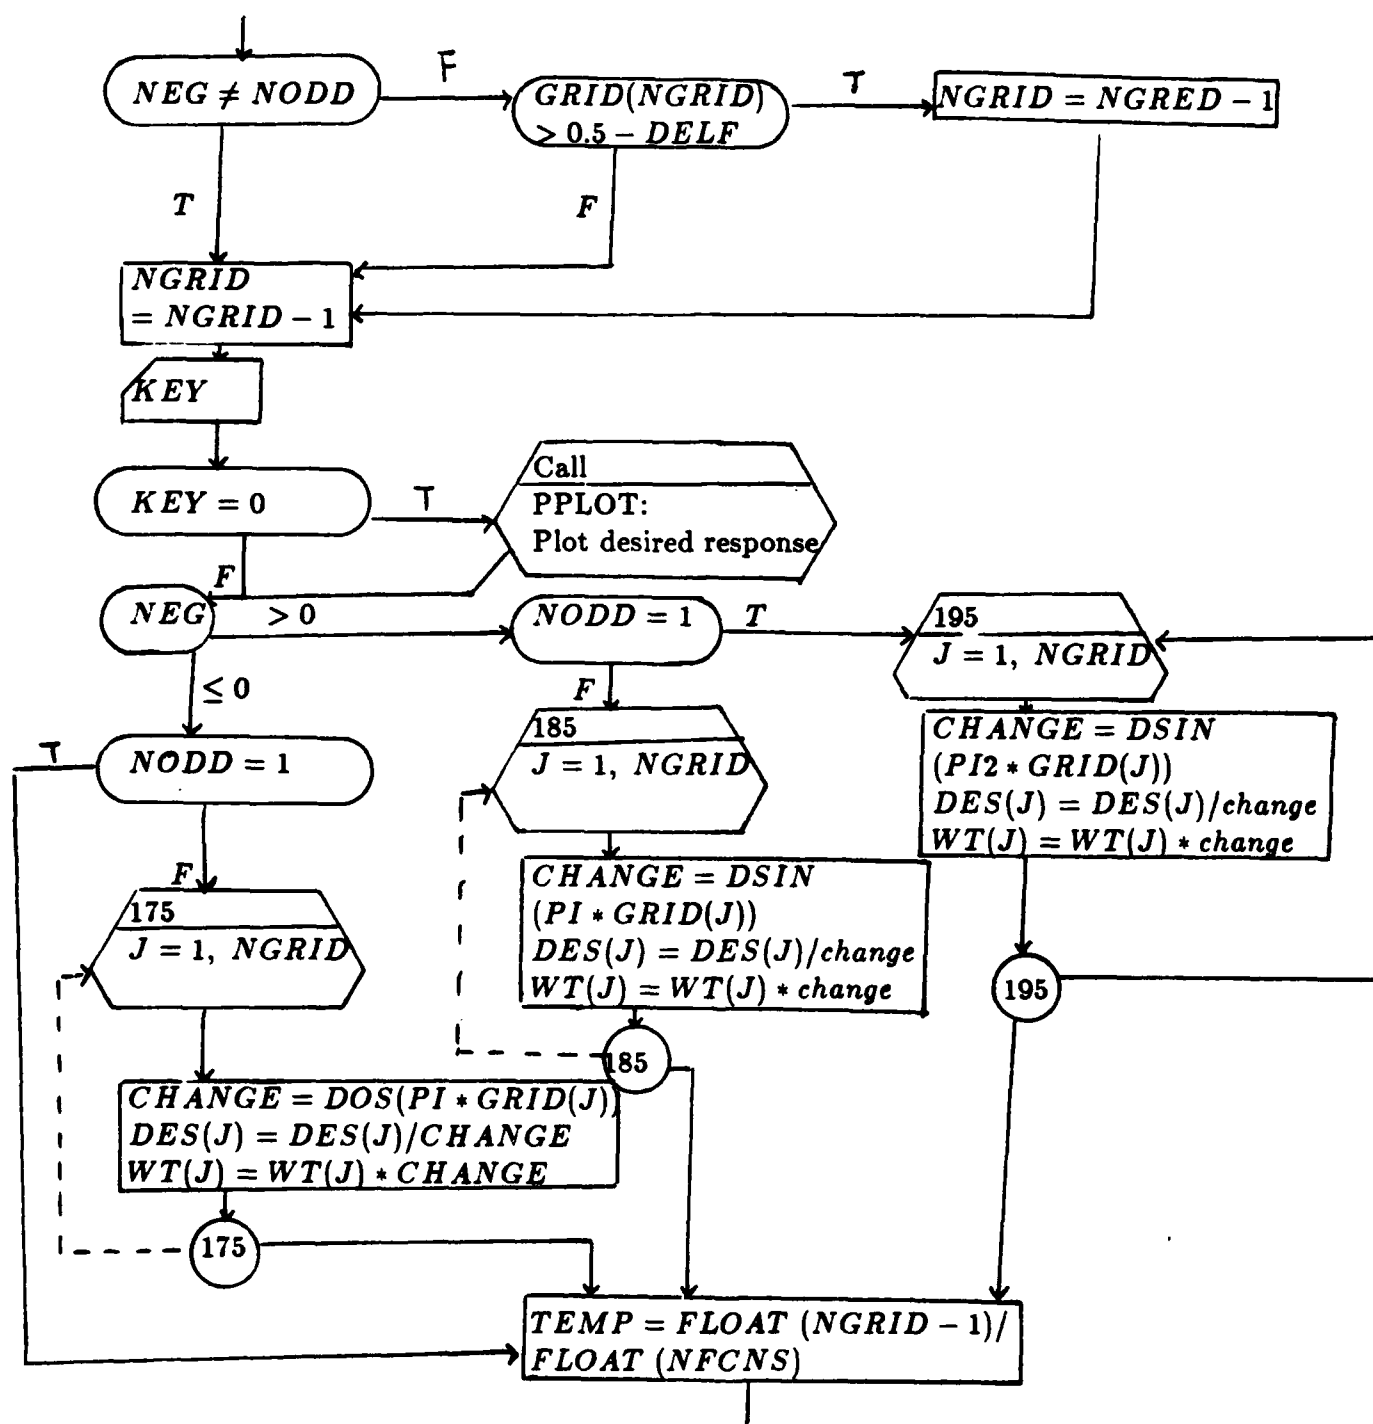 NEG ≠ NODD
F
GRID(NGRID)
> 0.5 − DELF
T
NGRID = NGRED − 1
T
F
NGRID
= NGRID − 1
KEY
KEY = 0
T
Call
PPLOT:
Plot desired response
F
NEG
> 0
NODD = 1
T
195
J = 1, NGRID
≤ 0
F
185
J = 1, NGRID
CHANGE = DSIN
(PI2 * GRID(J))
DES(J) = DES(J)/change
WT(J) = WT(J) * change
T
NODD = 1
F
175
J = 1, NGRID
CHANGE = DSIN
(PI * GRID(J))
DES(J) = DES(J)/change
WT(J) = WT(J) * change
195
185
CHANGE = DOS(PI * GRID(J))
DES(J) = DES(J)/CHANGE
WT(J) = WT(J) * CHANGE
175
TEMP = FLOAT (NGRID − 1)/
FLOAT (NFCNS)